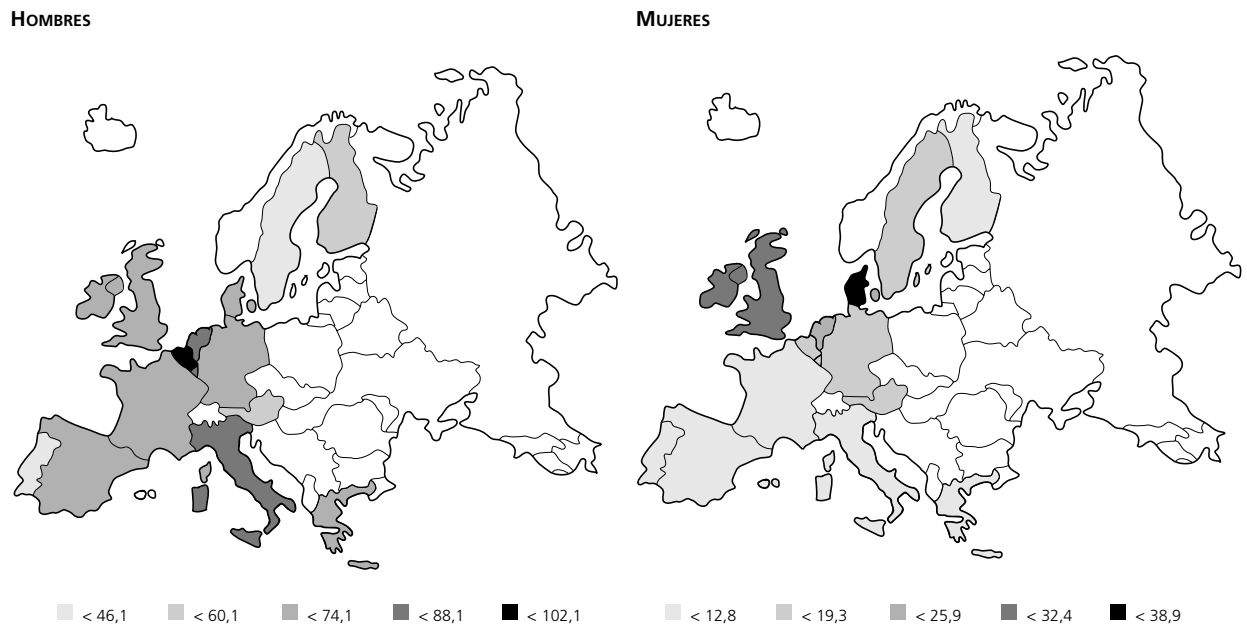 HOMBRES
MUJERES
< 46,1 < 60,1 < 74,1 < 88,1 < 102,1
< 12,8 < 19,3 < 25,9 < 32,4 < 38,9